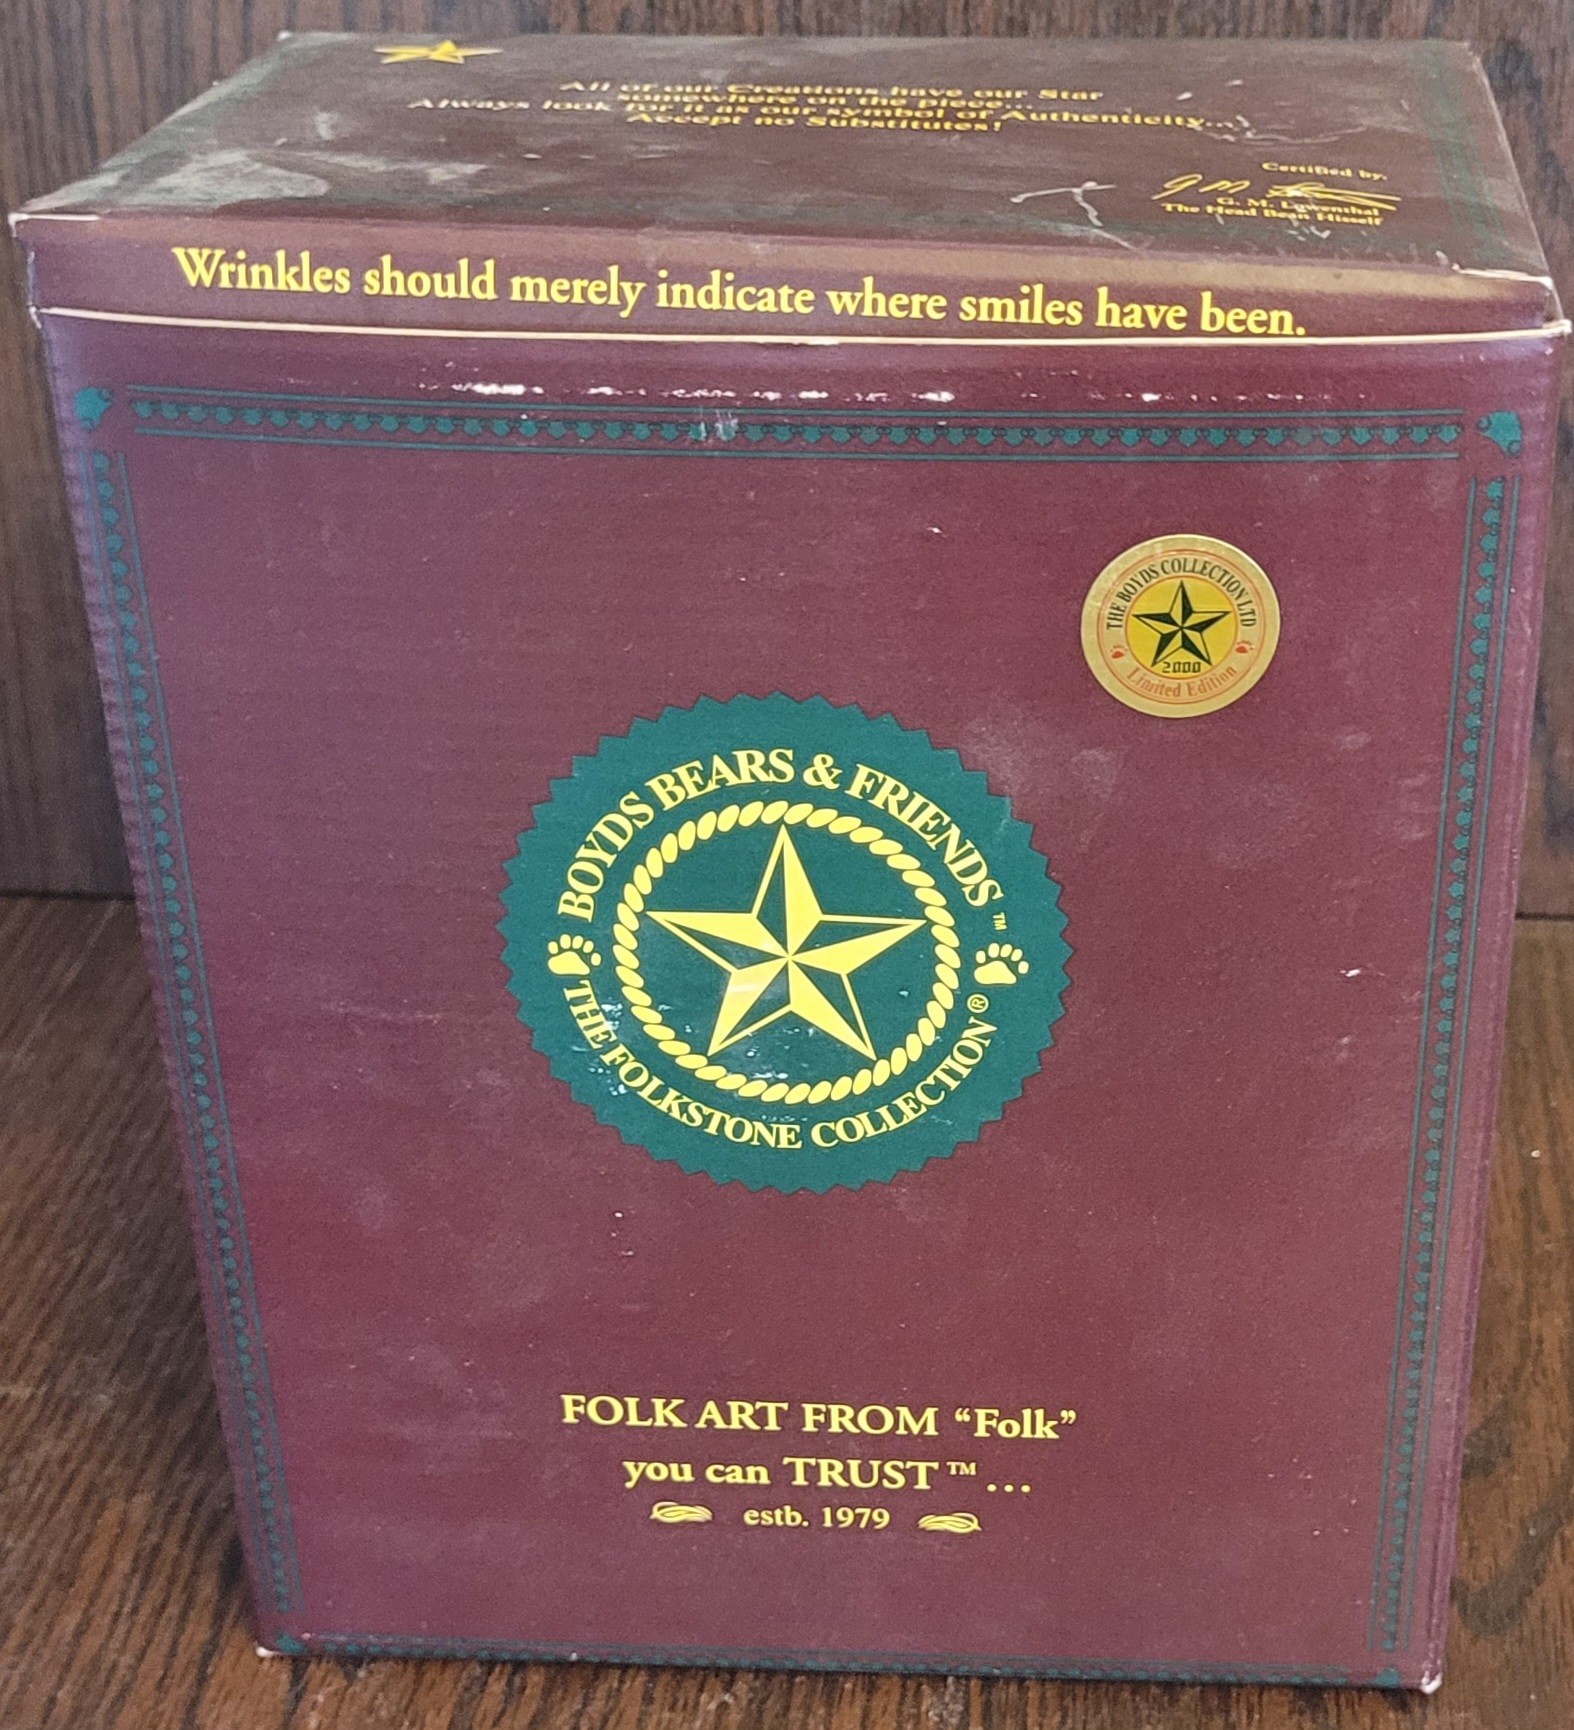 All of our Creations have our Star
somewhere on the piece...
Always look for it as our symbol of Authenticity...
Accept no Substitutes!
Certified by:
G. M. Lowenthal
The Head Bean Hisself
Wrinkles should merely indicate where smiles have been.
THE BOYDS COLLECTION LTD
2000
Limited Edition
BOYDS BEARS & FRIENDS™
THE FOLKSTONE COLLECTION®
FOLK ART FROM “Folk”
you can TRUST™...
estb. 1979